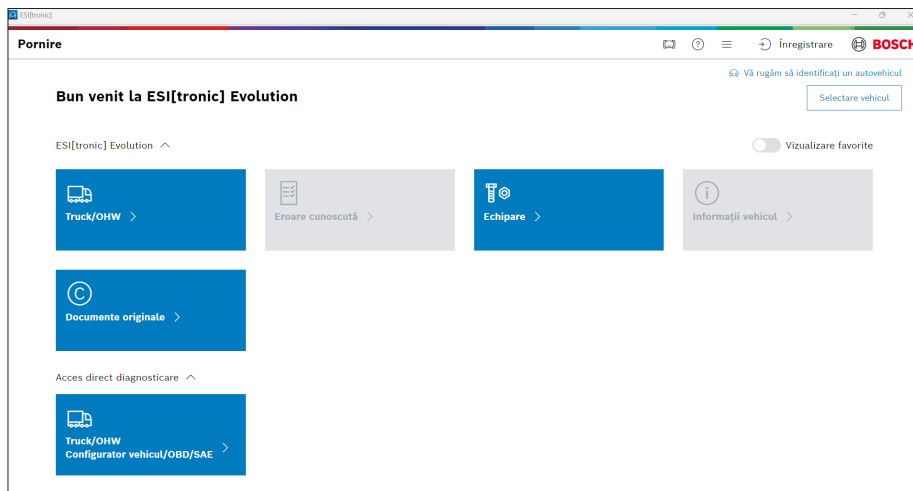 ESI[tronic]
Pornire
Înregistrare
BOSCH
Vă rugăm să identificați un autovehicul
Bun venit la ESI[tronic] Evolution
Selectare vehicul
ESI[tronic] Evolution
Vizualizare favorite
Truck/OHW
Eroare cunoscută
Echipare
Informații vehicul
Documente originale
Acces direct diagnosticare
Truck/OHW
Configurator vehicul/OBD/SAE